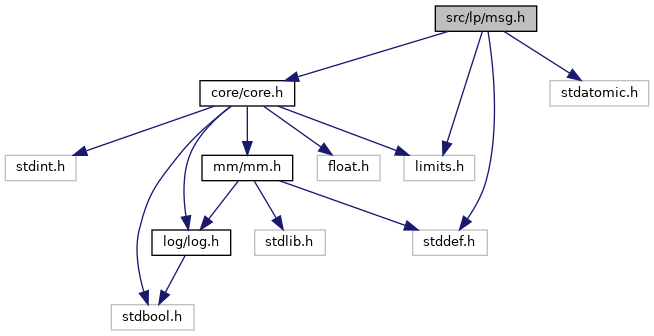 src/lp/msg.h
core/core.h
stdatomic.h
stdint.h
mm/mm.h
float.h
limits.h
log/log.h
stdlib.h
stddef.h
stdbool.h